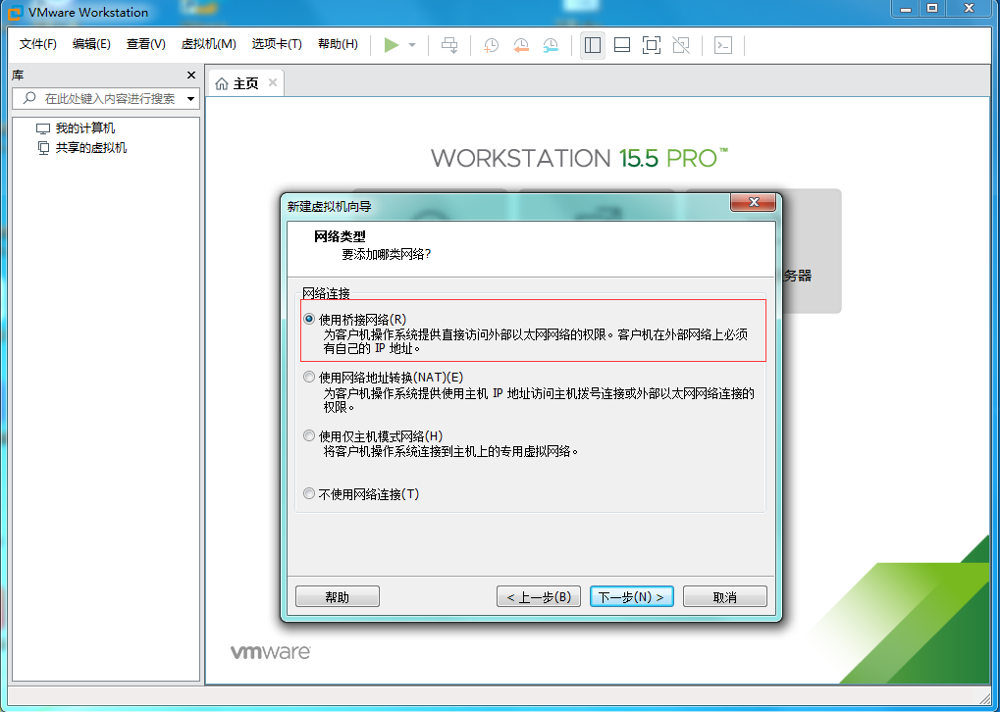 VMware Workstation
文件(F) 编辑(E) 查看(V) 虚拟机(M) 选项卡(T) 帮助(H)
库
在此处键入内容进行搜索
我的计算机
共享的虚拟机
主页
WORKSTATION 15.5 PRO™
务器
新建虚拟机向导
网络类型
要添加哪类网络?
网络连接
使用桥接网络(R)
为客户机操作系统提供直接访问外部以太网网络的权限。客户机在外部网络上必须
有自己的 IP 地址。
使用网络地址转换(NAT)(E)
为客户机操作系统提供使用主机 IP 地址访问主机拨号连接或外部以太网网络连接的
权限。
使用仅主机模式网络(H)
将客户机操作系统连接到主机上的专用虚拟网络。
不使用网络连接(T)
帮助 < 上一步(B) 下一步(N) > 取消
vmware